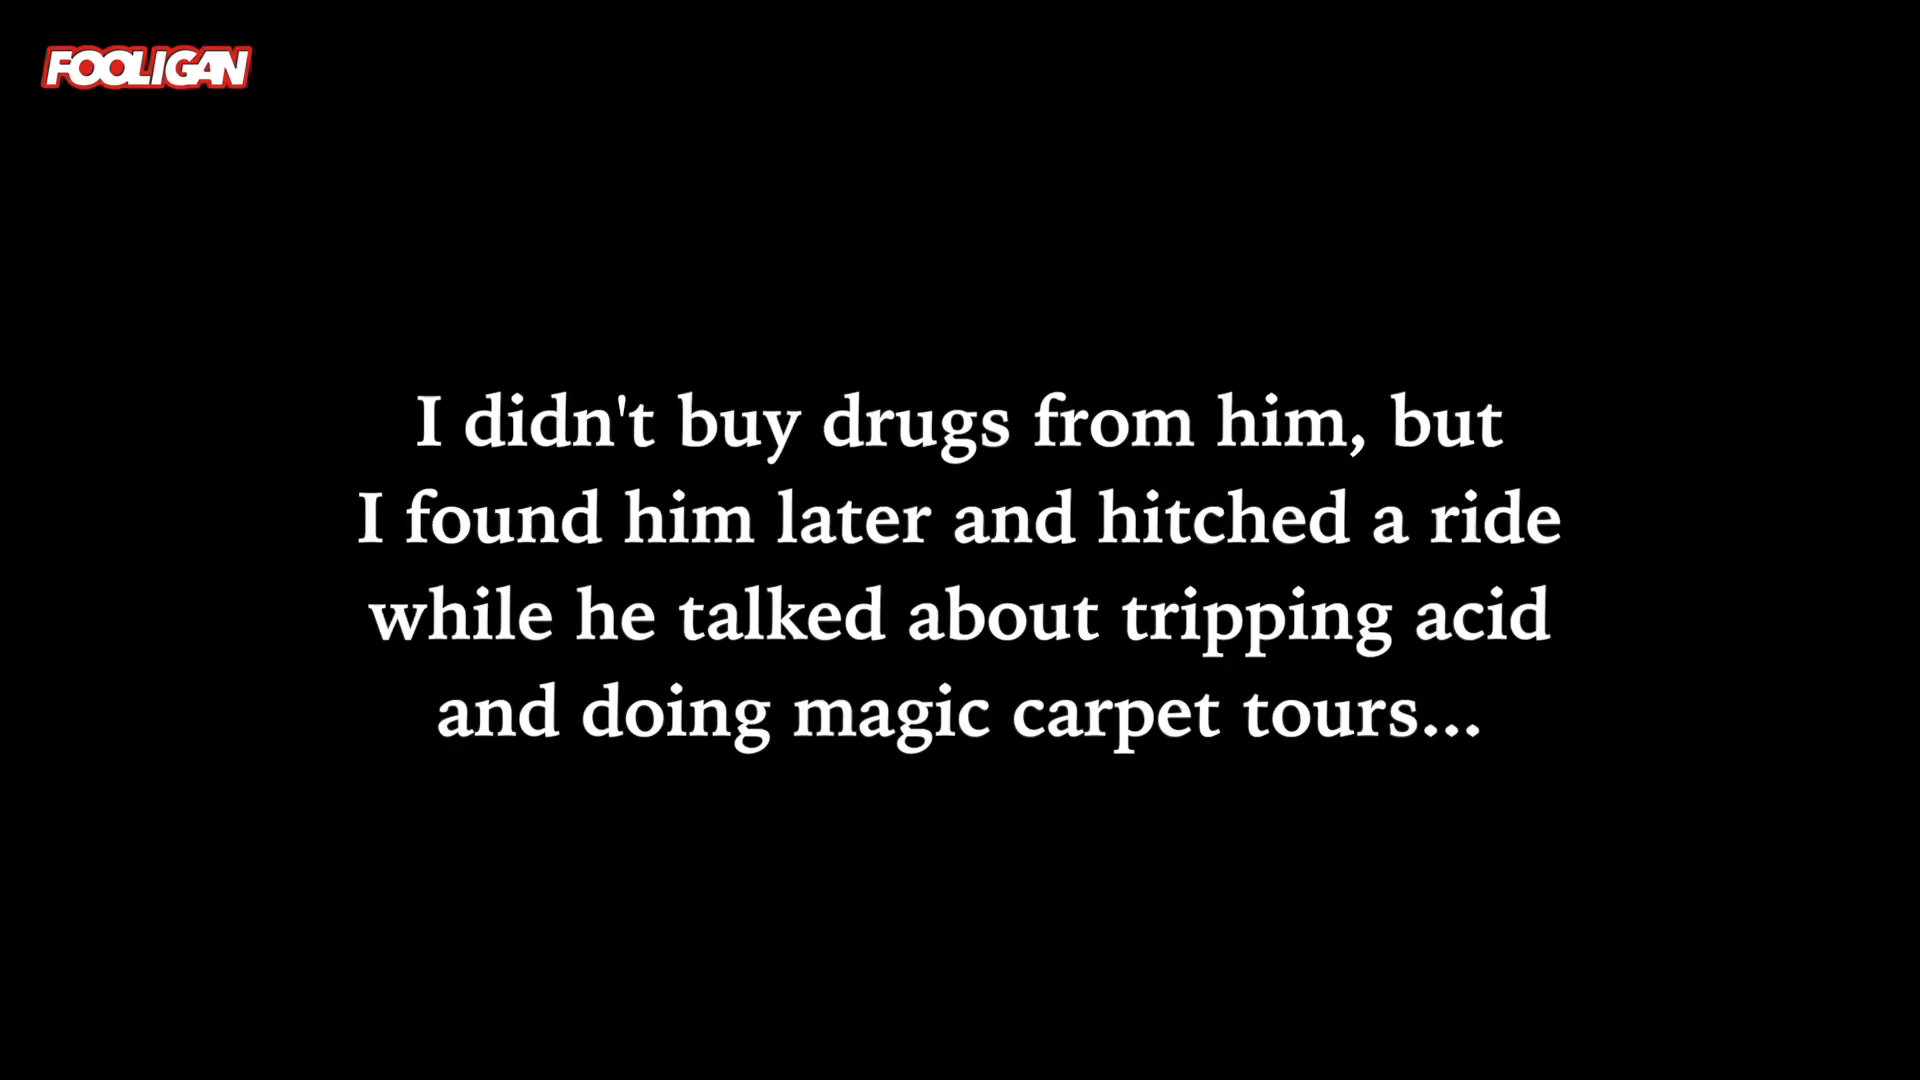 FOOLIGAN
I didn't buy drugs from him, but
I found him later and hitched a ride
while he talked about tripping acid
and doing magic carpet tours...